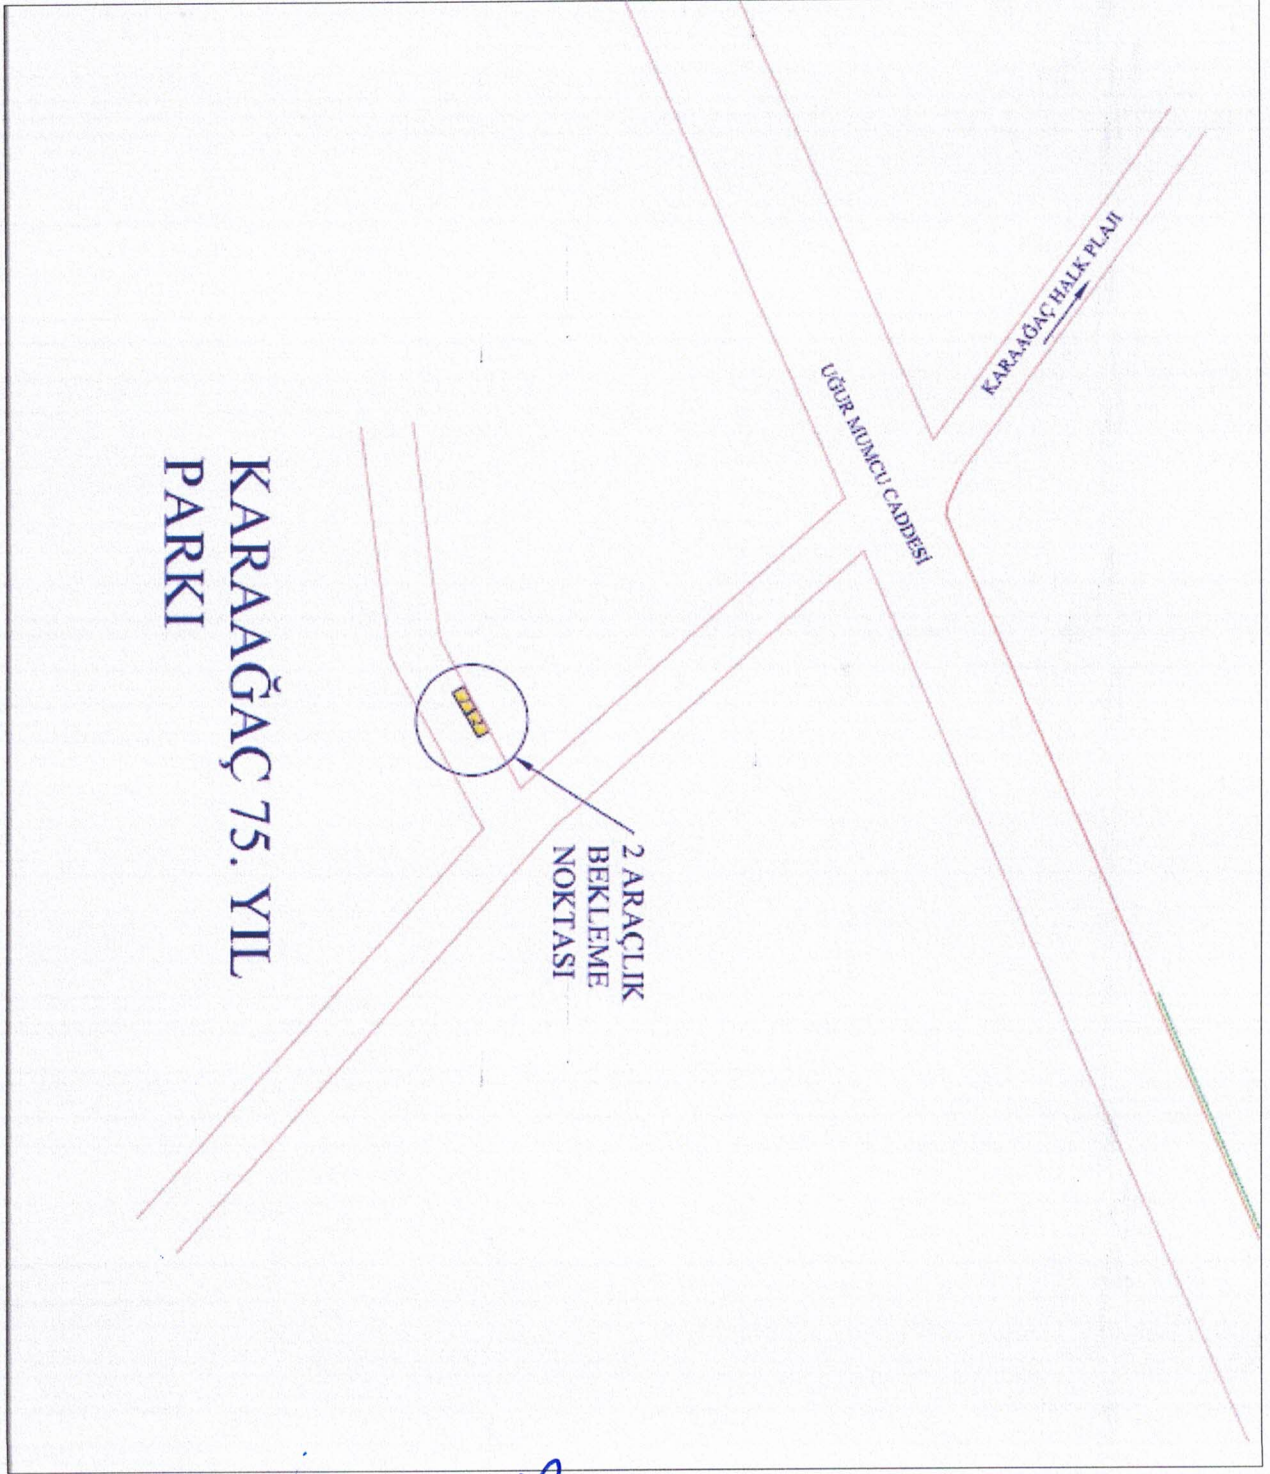 KARAAĞAÇ HALK PLAJI
UĞUR MUMCU CADDESİ
2 ARAÇLIK
BEKLEME
NOKTASI
KARAAĞAÇ 75. YIL
PARKI